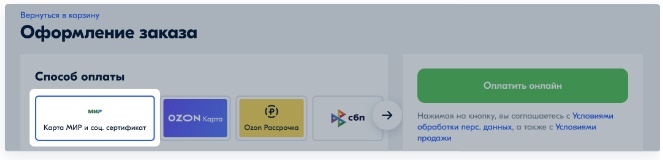 Вернуться в корзину
Оформление заказа
Способ оплаты
МИР
Карта МИР и соц. сертификат
OZON Карта
Ozon Рассрочка
сбп
Оплатить онлайн
Нажимая на кнопку, вы соглашаетесь с Условиями
обработки перс. данных, а также с Условиями
продажи